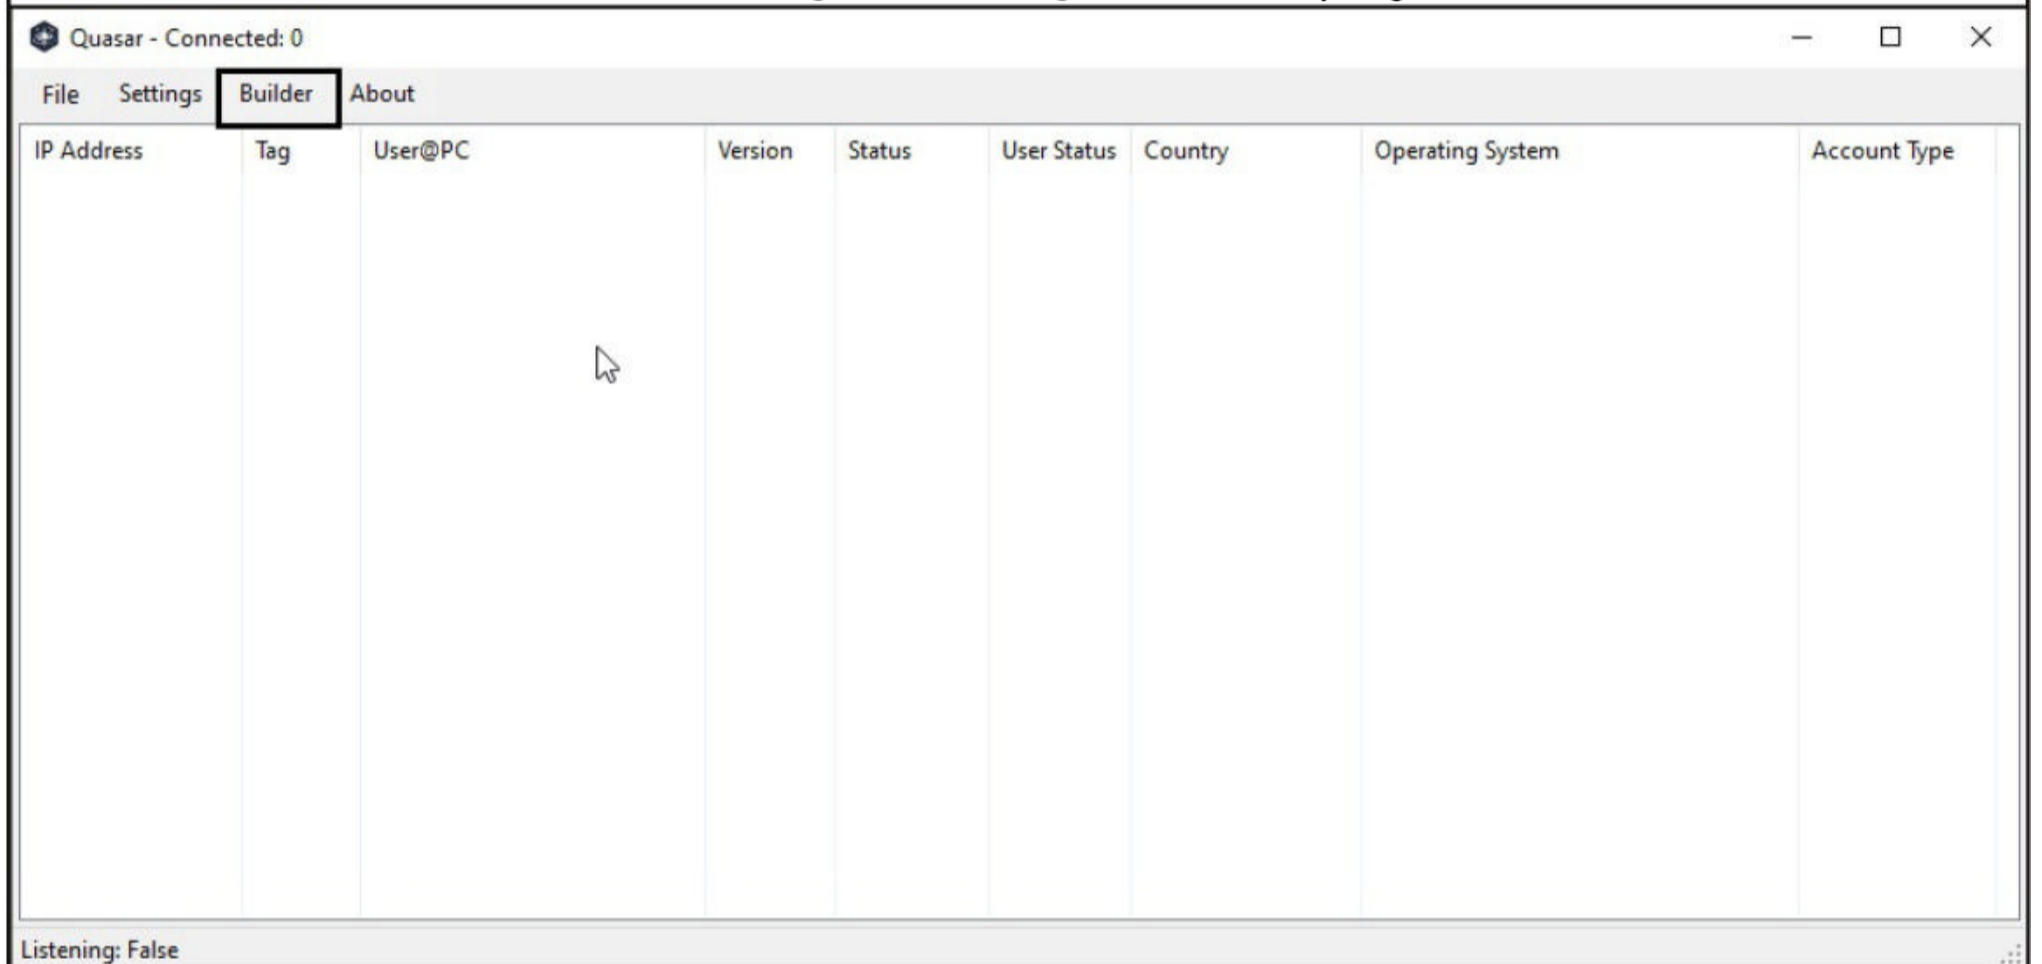 Quasar - Connected: 0
File Settings Builder About
IP Address Tag User@PC Version Status User Status Country Operating System Account Type
Listening: False